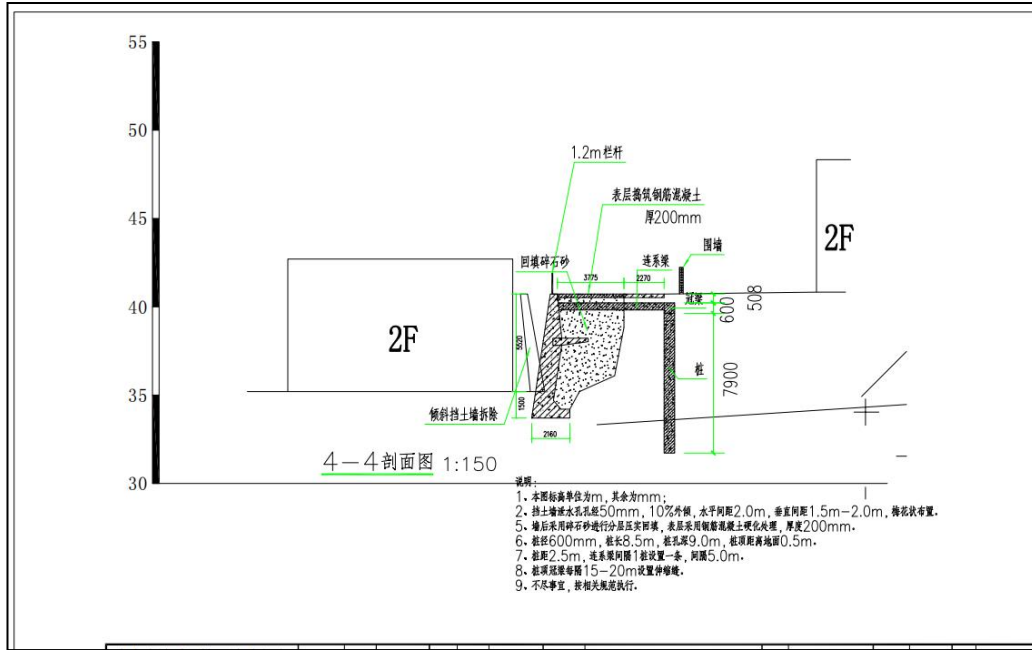 55
50
45
40
35
30
1.2m栏杆
表层捣筑钢筋混凝土
厚200mm
围墙
2F
回填碎石砂
连系梁
3775
2270
冠梁
600
508
2F
5520
桩
7900
倾斜挡土墙拆除
1500
2160
4—4剖面图 1:150
说明:
1、本图标高单位为m,其余为mm;
2、挡土墙泄水孔孔径50mm,10%外倾,水平间距2.0m,垂直间距1.5m-2.0m,梅花状布置。
5、墙后采用碎石砂进行分层压实回填,表层采用钢筋混凝土硬化处理,厚度200mm。
6、桩径600mm,桩长8.5m,桩孔深9.0m,桩顶距离地面0.5m。
7、桩距2.5m,连系梁间隔1桩设置一条,间隔5.0m。
8、桩顶冠梁每隔15-20m设置伸缩缝。
9、不尽事宜,按相关规范执行。